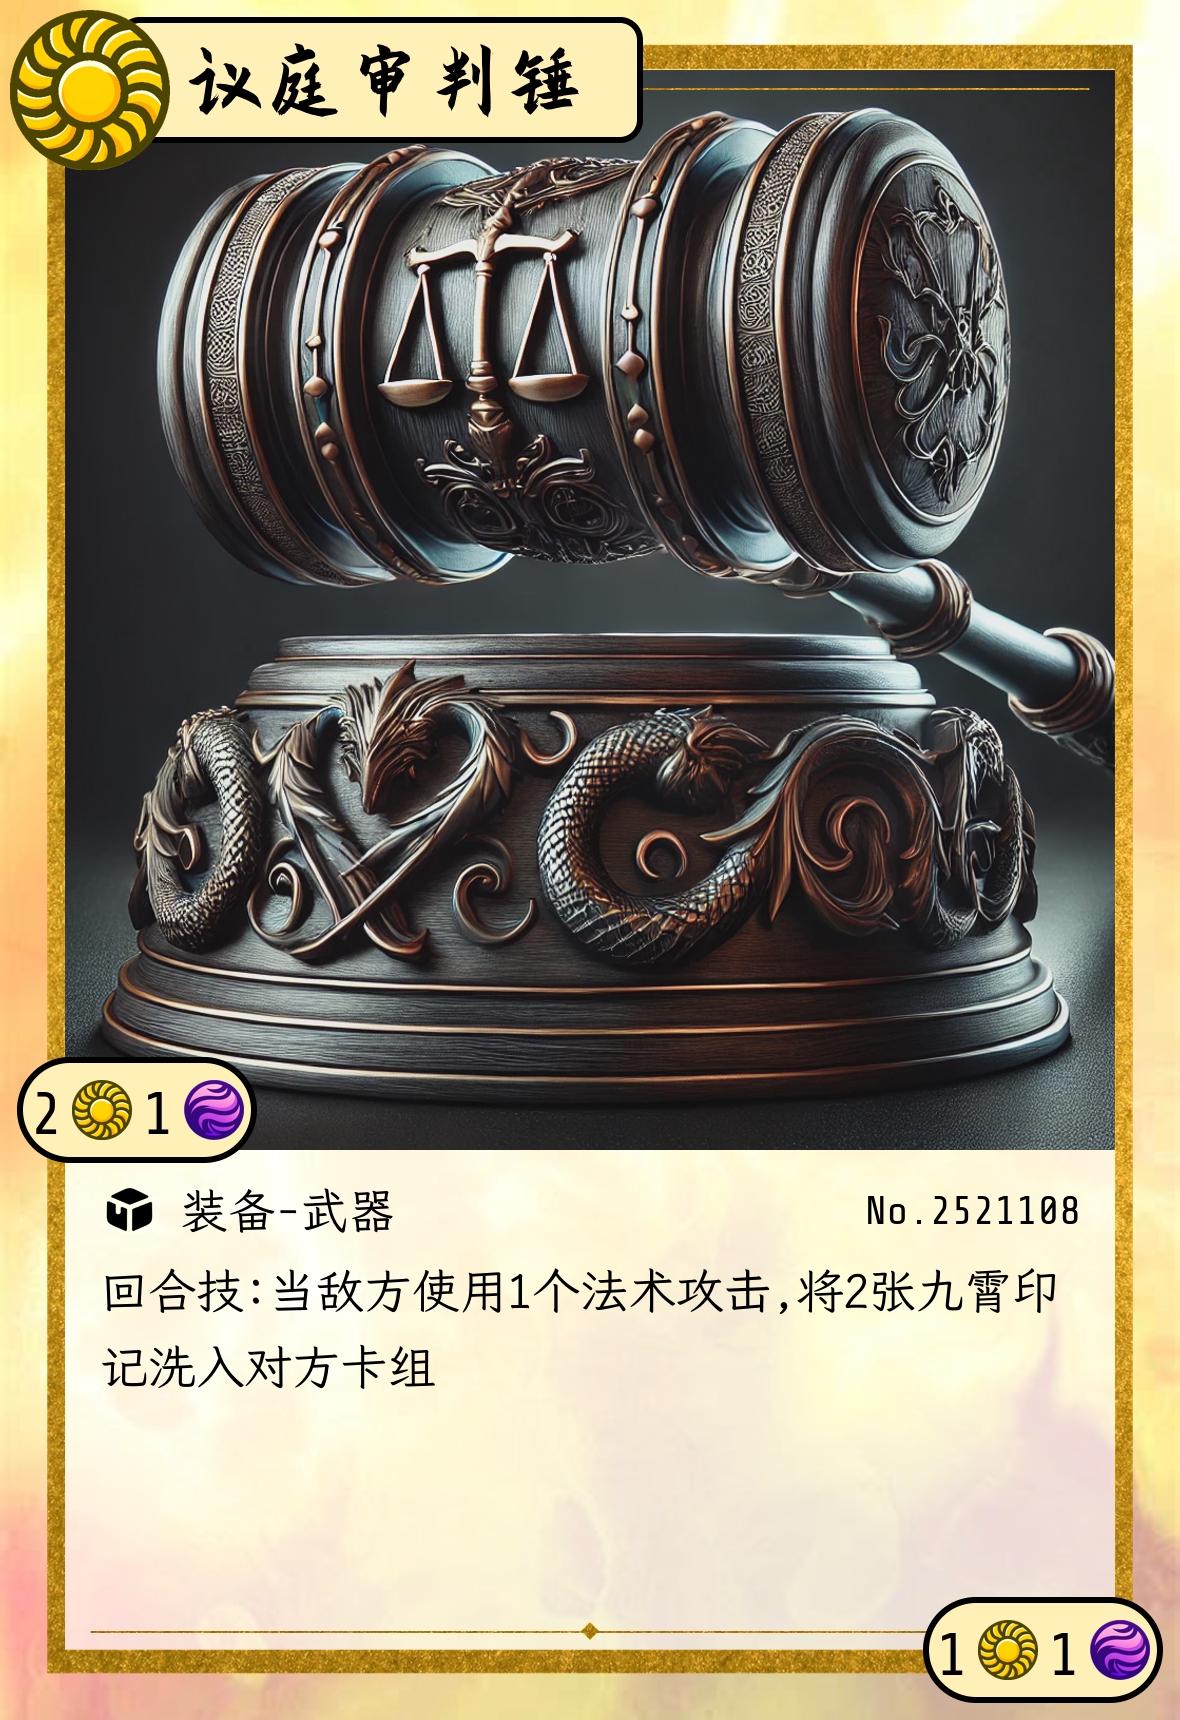 议庭审判锤
2 1
装备-武器 No.2521108
回合技:当敌方使用1个法术攻击,将2张九霄印
记洗入对方卡组
1 1